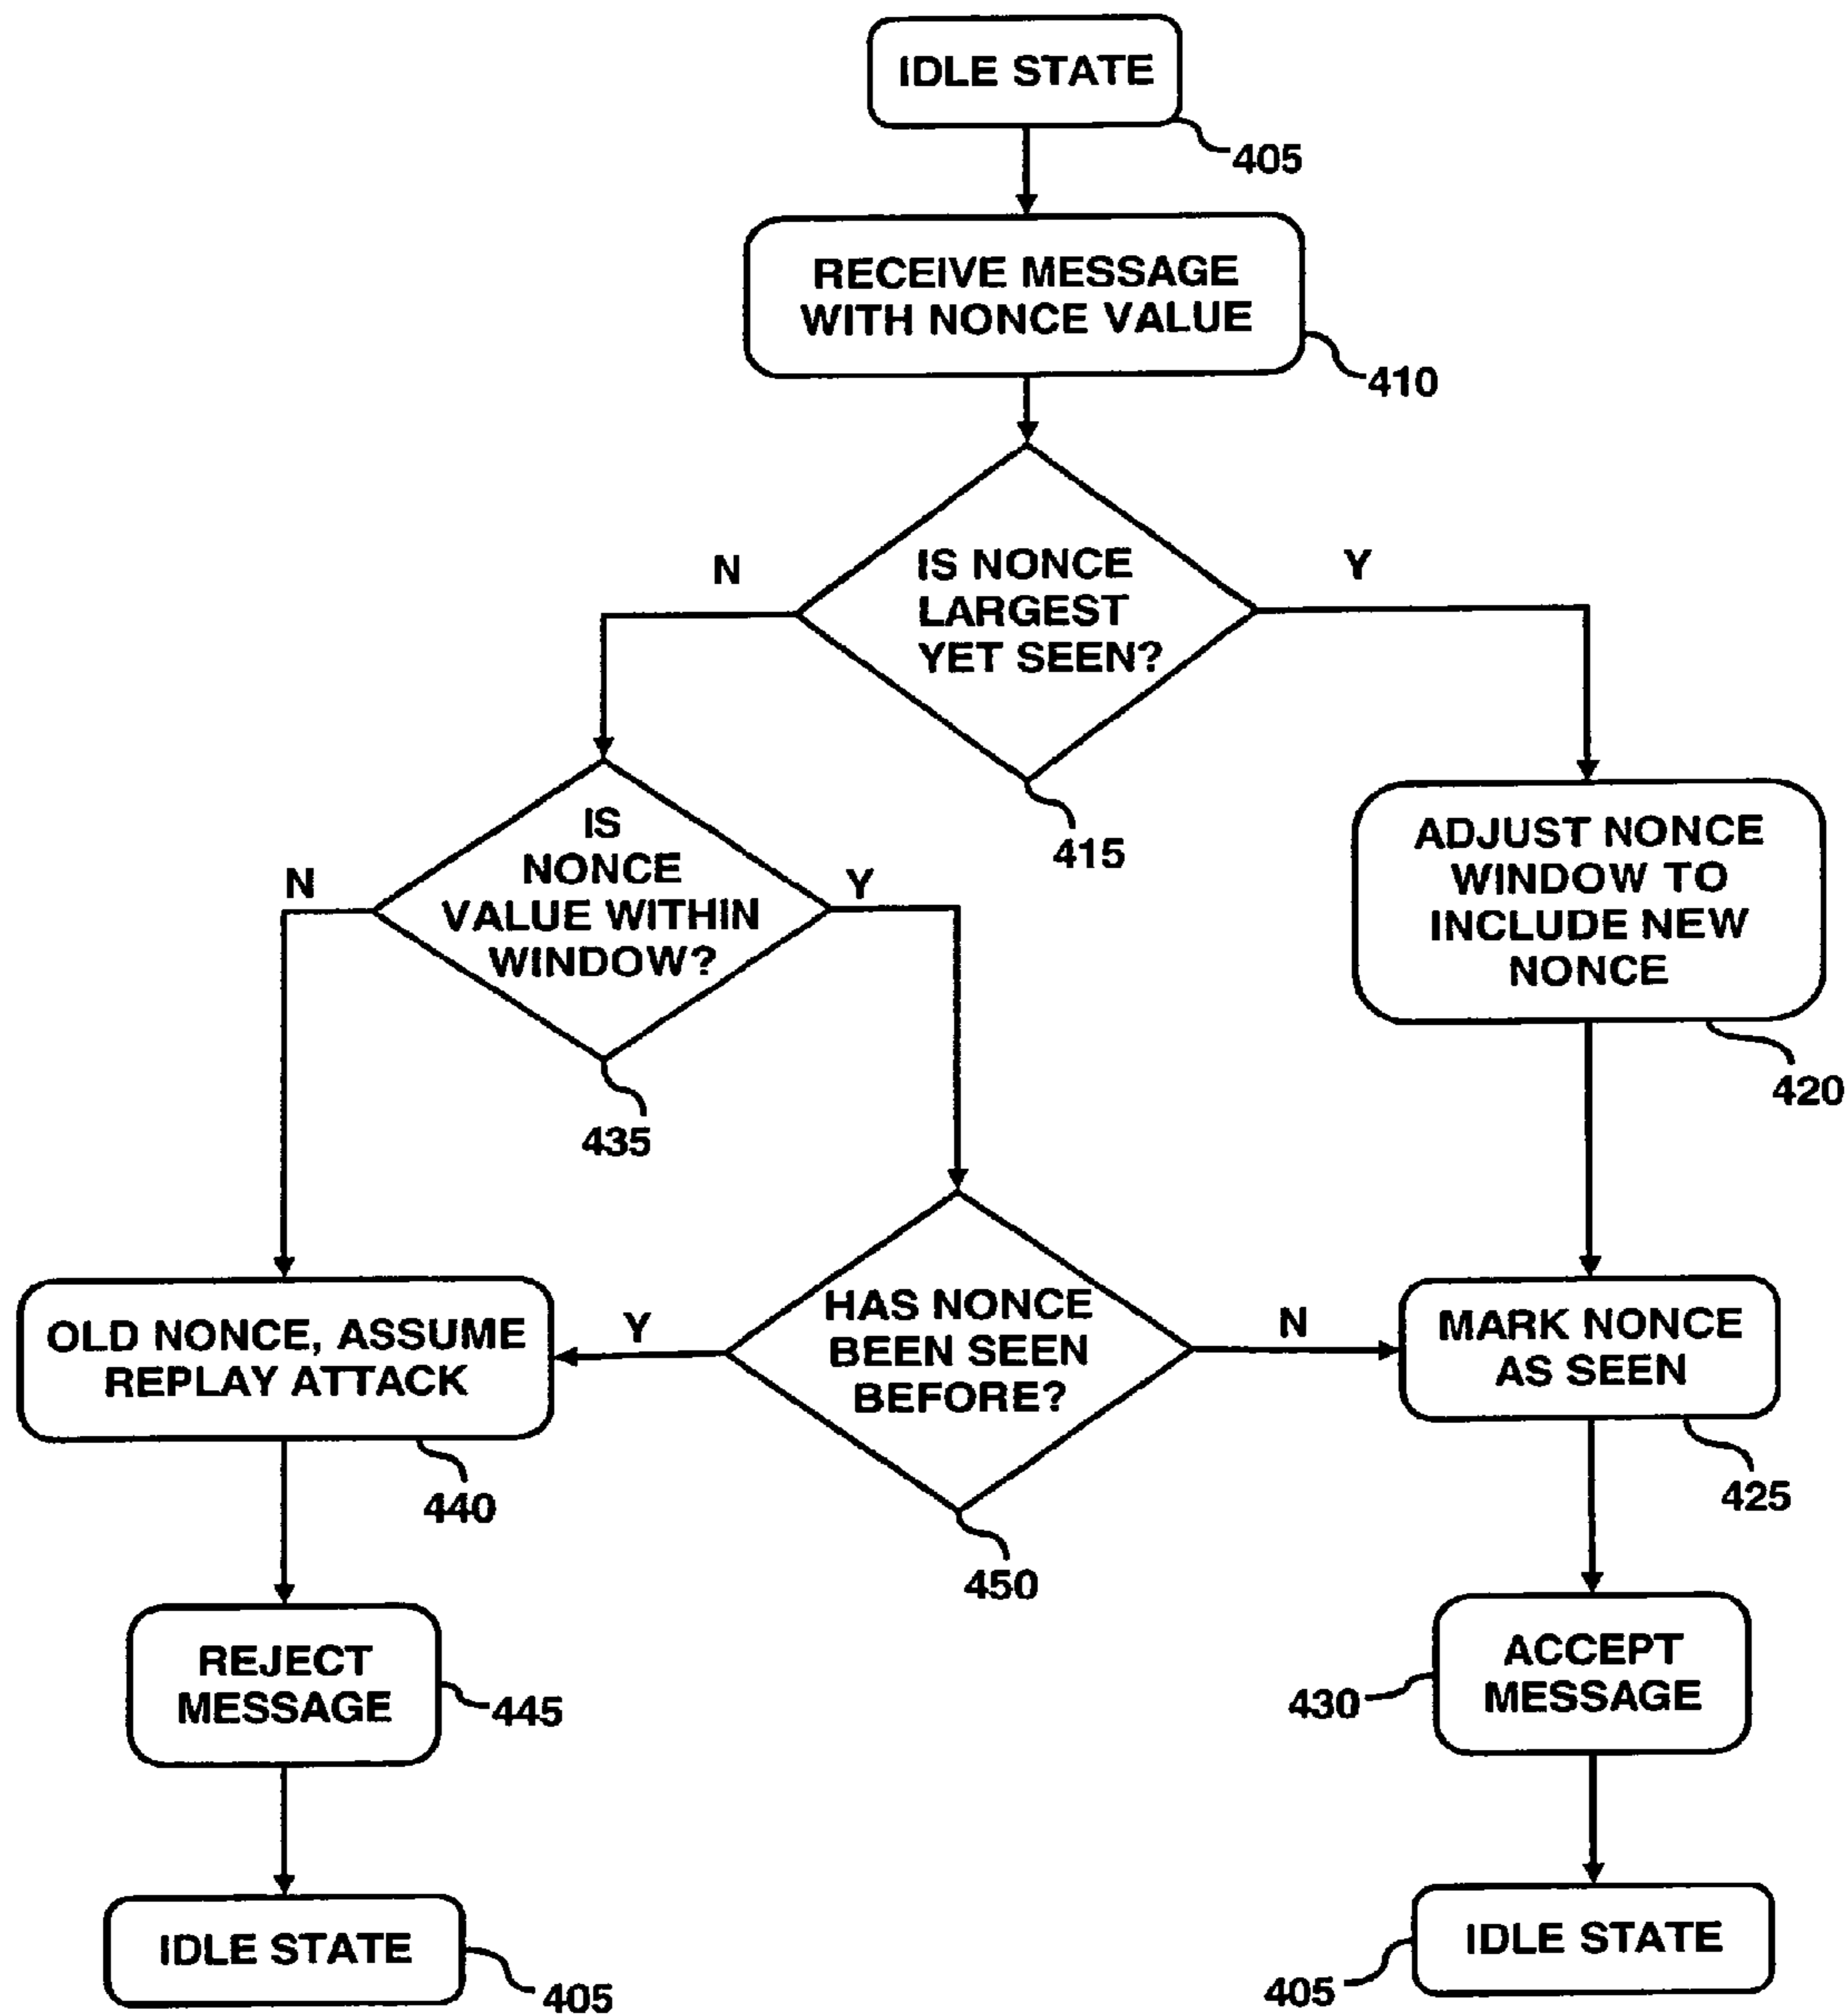 IDLE STATE
405
RECEIVE MESSAGE
WITH NONCE VALUE
410
IS NONCE
LARGEST
YET SEEN?
N
Y
415
IS
NONCE
VALUE WITHIN
WINDOW?
N
Y
435
ADJUST NONCE
WINDOW TO
INCLUDE NEW
NONCE
420
OLD NONCE, ASSUME
REPLAY ATTACK
440
Y
HAS NONCE
BEEN SEEN
BEFORE?
N
450
MARK NONCE
AS SEEN
425
REJECT
MESSAGE
445
ACCEPT
MESSAGE
430
IDLE STATE
405
IDLE STATE
405